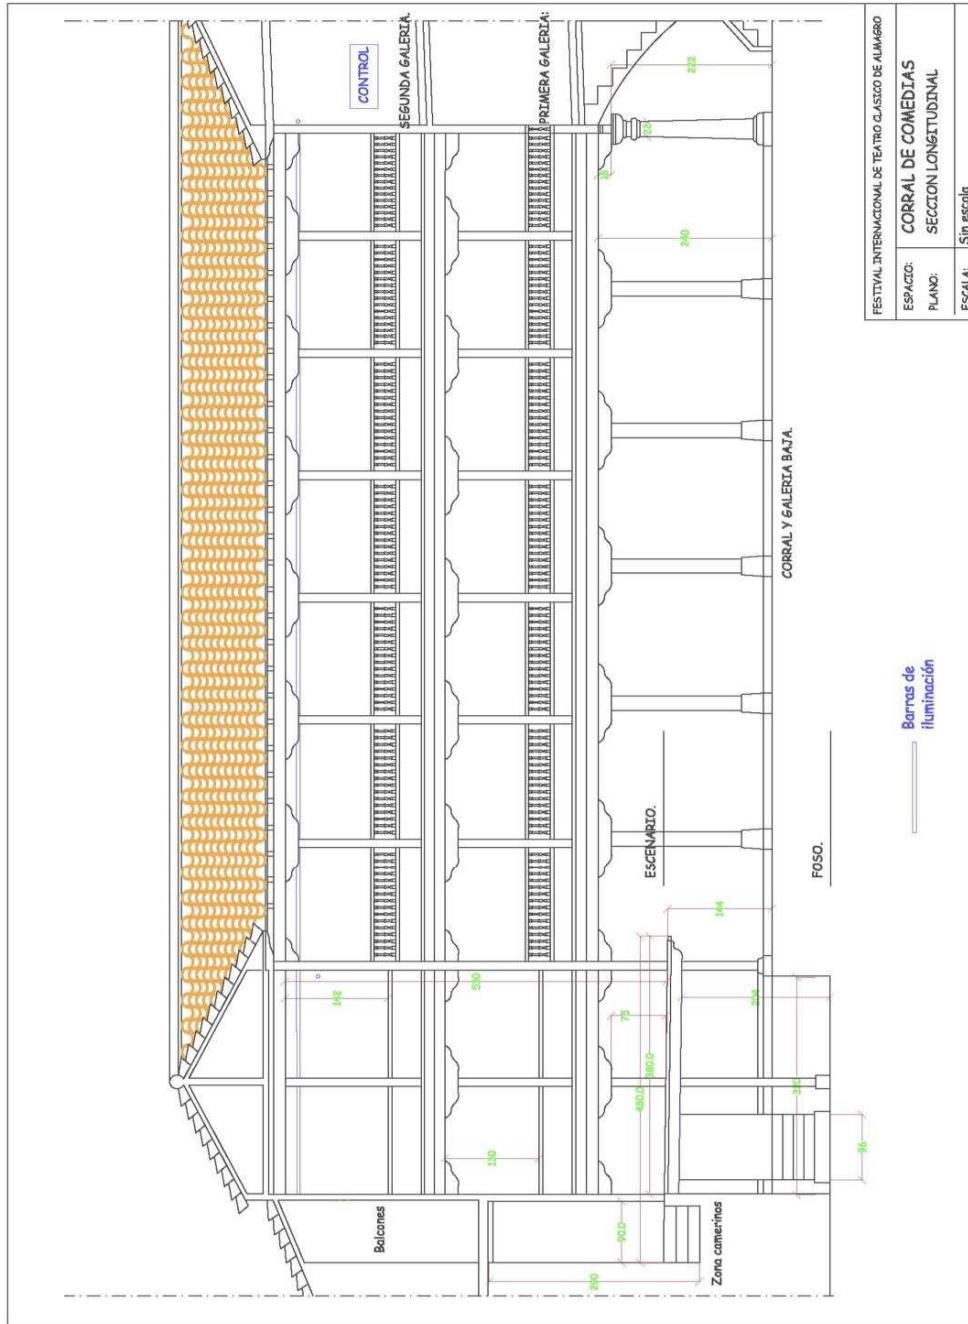 142
CONTROL
Balcones
SEGUNDA GALERIA.
530
130
PRIMERA GALERIA:
18
90.0
75
480.0
380.0
22
ESCENARIO.
240
222
Zona camerinos
144
204
CORRAL Y GALERIA BAJA.
FOSO.
96
Barras de
iluminación
FESTIVAL INTERNACIONAL DE TEATRO CLASICO DE ALMAGRO
ESPACIO: CORRAL DE COMEDIAS
PLANO: SECCION LONGITUDINAL
ESCALA: Sin escala